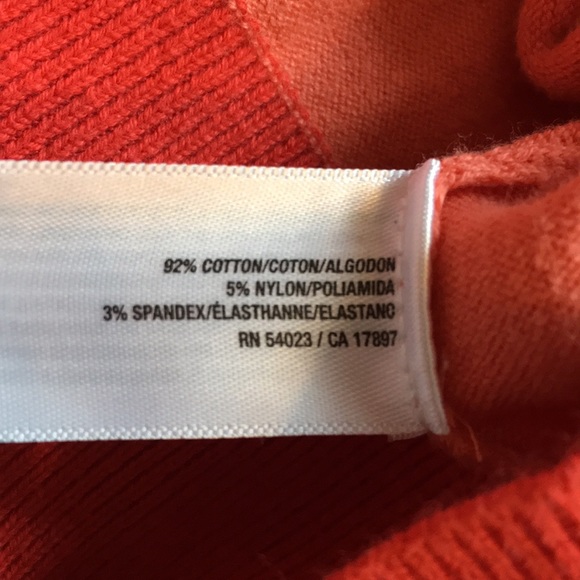 92% COTTON/COTON/ALGODON
5% NYLON/POLIAMIDA
3% SPANDEX/ÉLASTHANNE/ELASTANO
RN 54023 / CA 17897